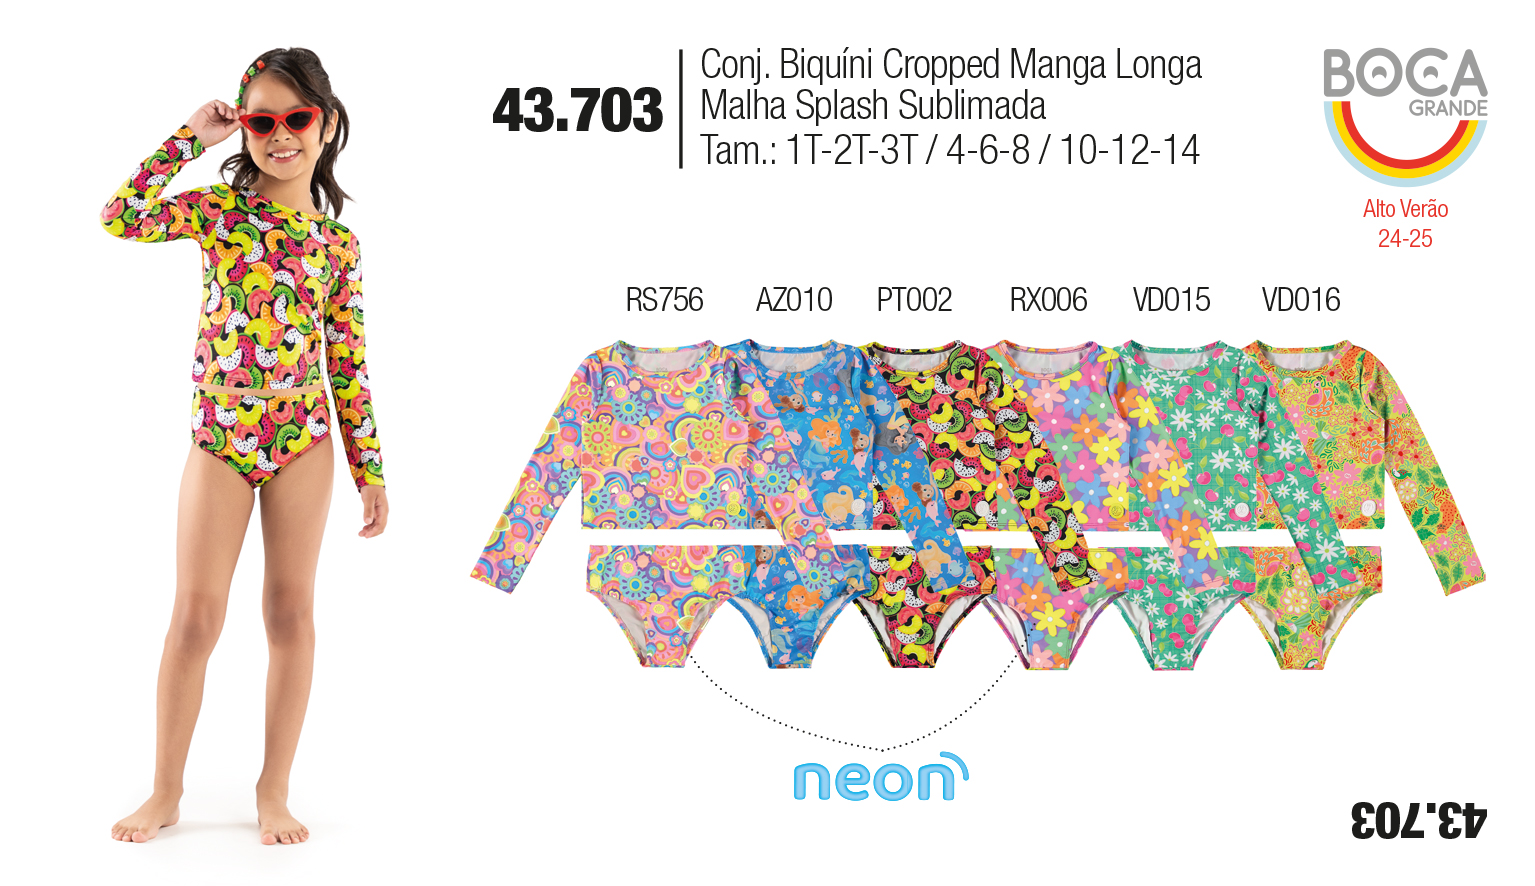 43.703
Conj. Biquíni Cropped Manga Longa
Malha Splash Sublimada
Tam.: 1T-2T-3T / 4-6-8 / 10-12-14
BOCA
GRANDE
Alto Verão
24-25
RS756 AZ010 PT002 RX006 VD015 VD016
neon
43.703